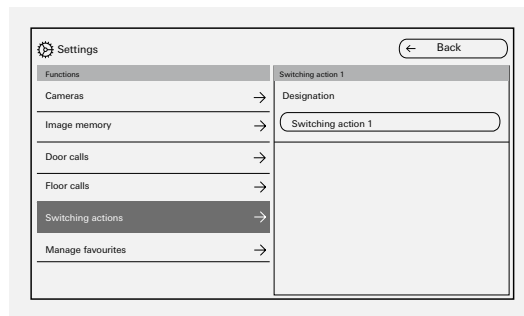 Settings
← Back
Functions
Cameras →
Image memory →
Door calls →
Floor calls →
Switching actions →
Manage favourites →
Switching action 1
Designation
Switching action 1